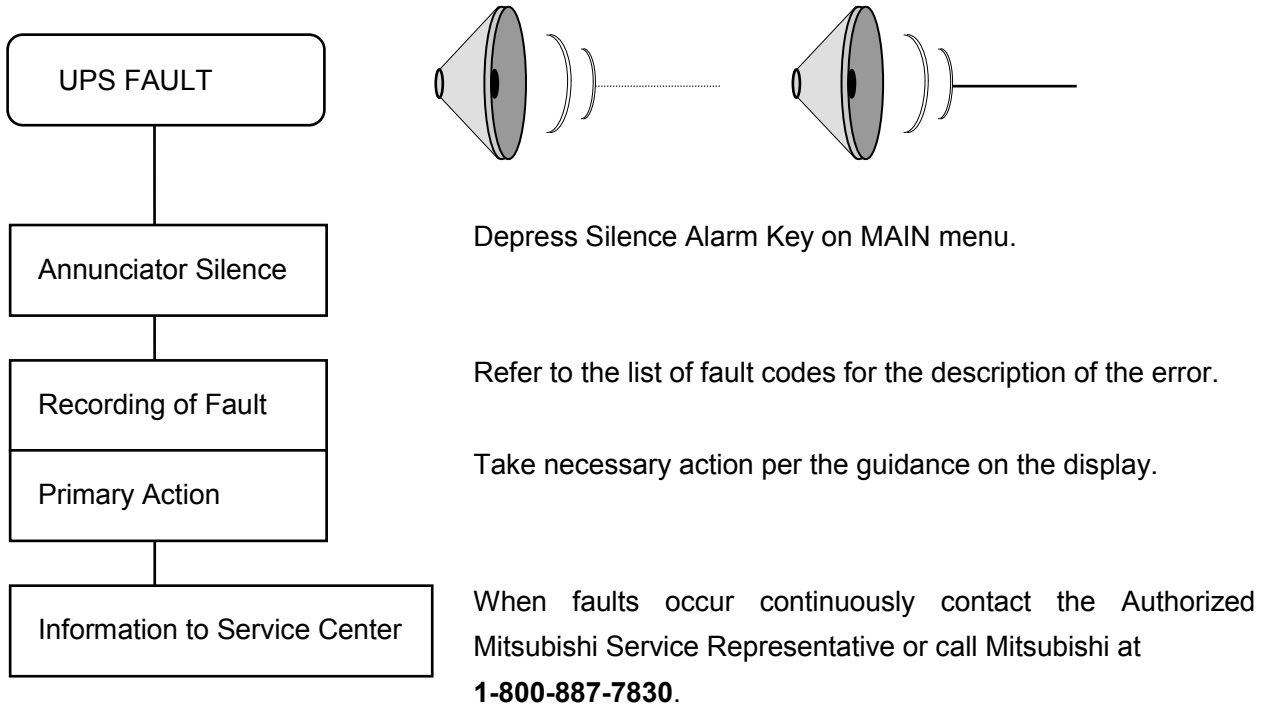 UPS FAULT
Annunciator Silence
Depress Silence Alarm Key on MAIN menu.
Recording of Fault
Refer to the list of fault codes for the description of the error.
Primary Action
Take necessary action per the guidance on the display.
Information to Service Center
When faults occur continuously contact the Authorized
Mitsubishi Service Representative or call Mitsubishi at
1-800-887-7830.